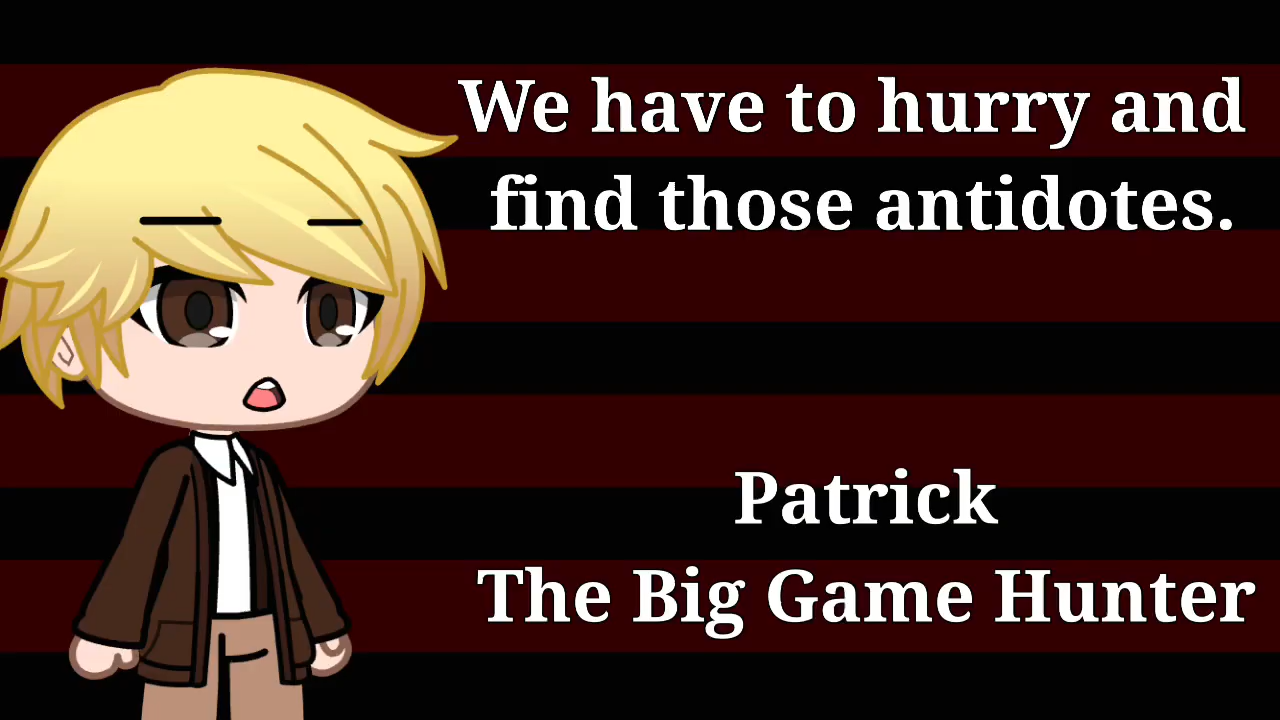 We have to hurry and
find those antidotes.
Patrick
The Big Game Hunter